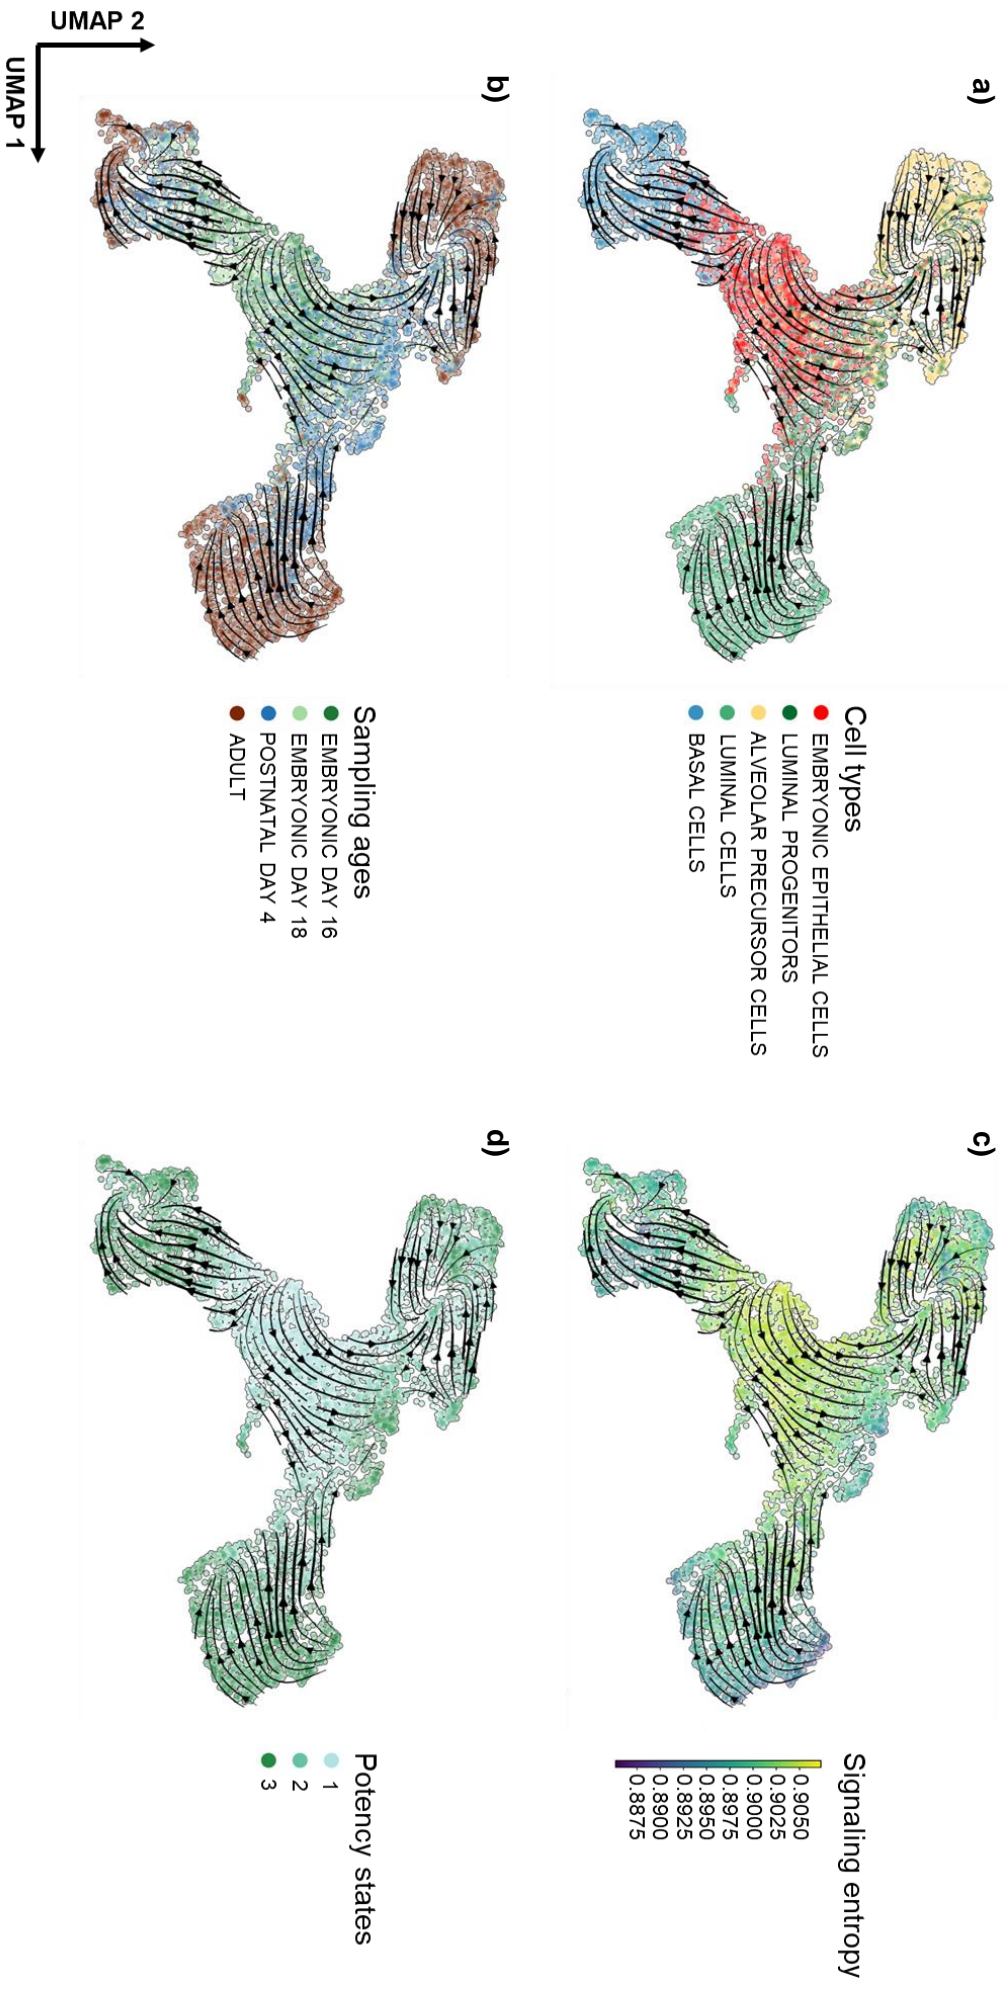 a)
Cell types
EMBRYONIC EPITHELIAL CELLS
LUMINAL PROGENITORS
ALVEOLAR PRECURSOR CELLS
LUMINAL CELLS
BASAL CELLS
c)
Signaling entropy
0.9050
0.9025
0.9000
0.8975
0.8950
0.8925
0.8900
0.8875
b)
Sampling ages
EMBRYONIC DAY 16
EMBRYONIC DAY 18
POSTNATAL DAY 4
ADULT
d)
Potency states
1
2
3
UMAP 2
UMAP 1